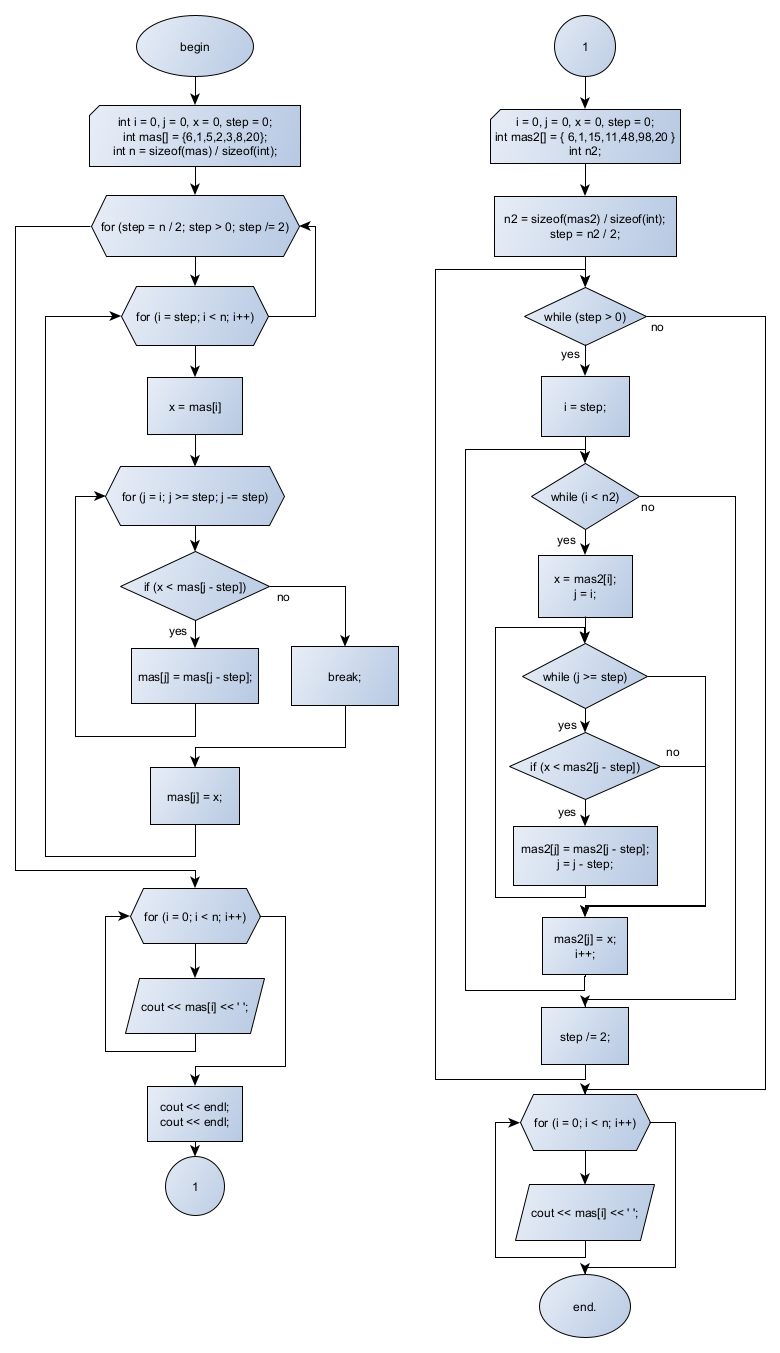 begin
int i = 0, j = 0, x = 0, step = 0;
int mas[] = {6,1,5,2,3,8,20};
int n = sizeof(mas) / sizeof(int);
for (step = n / 2; step > 0; step /= 2)
for (i = step; i < n; i++)
x = mas[i]
for (j = i; j >= step; j -= step)
if (x < mas[j - step])
no
yes
mas[j] = mas[j - step];
break;
mas[j] = x;
for (i = 0; i < n; i++)
cout << mas[i] << ' ';
cout << endl;
cout << endl;
1
1
i = 0, j = 0, x = 0, step = 0;
int mas2[] = { 6,1,15,11,48,98,20 }
int n2;
n2 = sizeof(mas2) / sizeof(int);
step = n2 / 2;
while (step > 0)
no
yes
i = step;
while (i < n2)
no
yes
x = mas2[i];
j = i;
while (j >= step)
yes
no
if (x < mas2[j - step])
yes
mas2[j] = mas2[j - step];
j = j - step;
mas2[j] = x;
i++;
step /= 2;
for (i = 0; i < n; i++)
cout << mas[i] << ' ';
end.